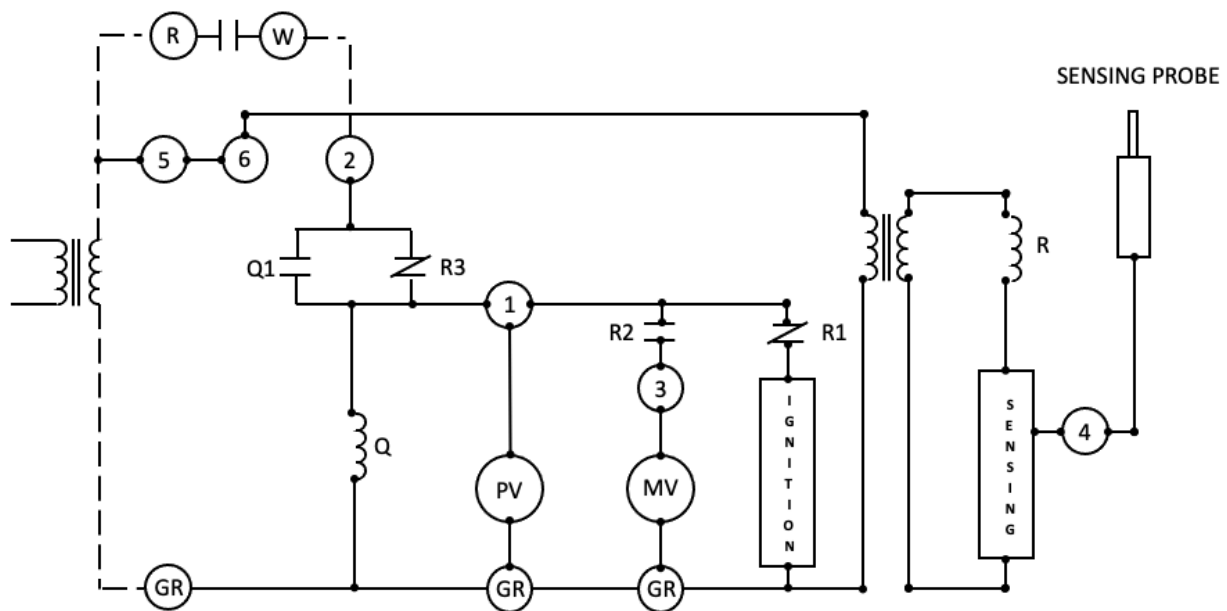 R
W
SENSING PROBE
5
6
2
Q1
R3
R
1
R2
R1
3
IGNITION
SENSING
4
Q
PV
MV
GR
GR
GR